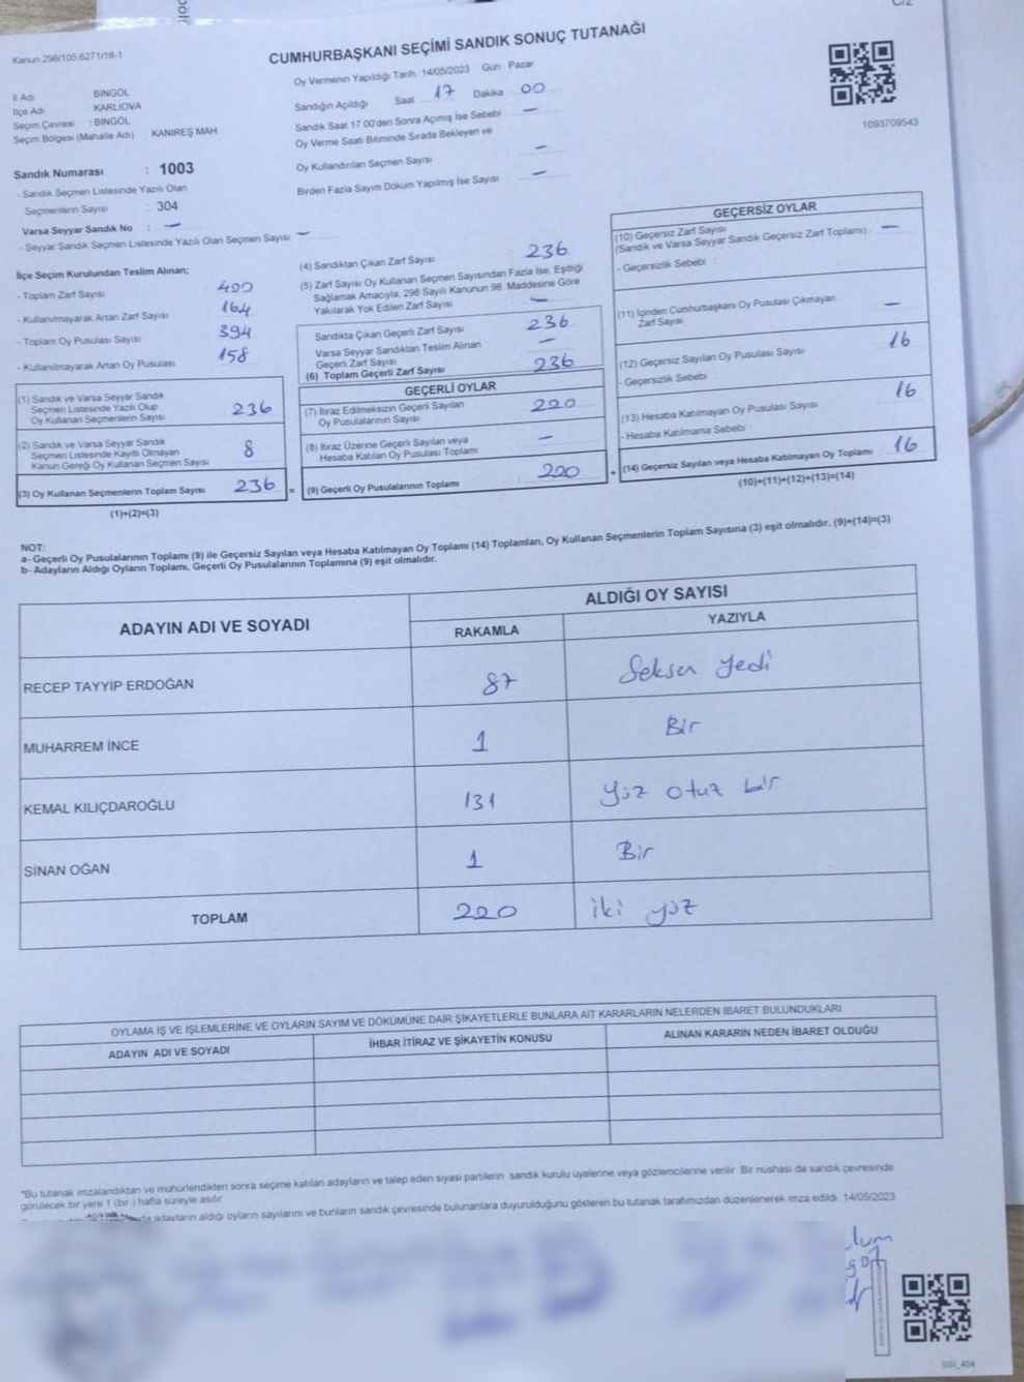 Kanun 298/105.6271/18-1
CUMHURBAŞKANI SEÇİMİ SANDIK SONUÇ TUTANAĞI
Oy Vermenin Yapıldığı Tarih: 14/05/2023 Gün: Pazar
İl Adı BİNGÖL
İlçe Adı KARLIOVA
Seçim Çevresi : BİNGÖL
Seçim Bölgesi (Mahalle Adı) KANIREŞ MAH
Sandığın Açıldığı Saat 17 Dakika 00
Sandık Saat 17.00'den Sonra Açılmış İse Sebebi —
Oy Verme Saati Bitiminde Sırada Bekleyen ve
Oy Kullandırılan Seçmen Sayısı —
Birden Fazla Sayım Döküm Yapılmış İse Sayısı —
1093709543
Sandık Numarası : 1003
- Sandık Seçmen Listesinde Yazılı Olan
Seçmenlerin Sayısı : 304
Varsa Seyyar Sandık No : —
- Seyyar Sandık Seçmen Listesinde Yazılı Olan Seçmen Sayısı —
İlçe Seçim Kurulundan Teslim Alınan;
- Toplam Zarf Sayısı 400
- Kullanılmayarak Artan Zarf Sayısı 164
- Toplam Oy Pusulası Sayısı 394
- Kullanılmayarak Artan Oy Pusulası 158
(1) Sandık ve Varsa Seyyar Sandık
Seçmen Listesinde Yazılı Olup
Oy Kullanan Seçmenlerin Sayısı 236
(2) Sandık ve Varsa Seyyar Sandık
Seçmen Listesinde Kayıtlı Olmayan
Kanun Gereği Oy Kullanan Seçmen Sayısı 8
(3) Oy Kullanan Seçmenlerin Toplam Sayısı 236
(1)+(2)=(3)
(4) Sandıktan Çıkan Zarf Sayısı 236
(5) Zarf Sayısı Oy Kullanan Seçmen Sayısından Fazla İse, Eşitliği
Sağlamak Amacıyla, 298 Sayılı Kanunun 98. Maddesine Göre
Yakılarak Yok Edilen Zarf Sayısı —
Sandıkta Çıkan Geçerli Zarf Sayısı 236
Varsa Seyyar Sandıktan Teslim Alınan
Geçerli Zarf Sayısı —
(6) Toplam Geçerli Zarf Sayısı 236
GEÇERLİ OYLAR
(7) İtiraz Edilmeksizin Geçerli Sayılan
Oy Pusulalarının Sayısı 220
(8) İtiraz Üzerine Geçerli Sayılan veya
Hesaba Katılan Oy Pusulası Toplamı —
= (9) Geçerli Oy Pusulalarının Toplamı 220
GEÇERSİZ OYLAR
(10) Geçersiz Zarf Sayısı
(Sandık ve Varsa Seyyar Sandık Geçersiz Zarf Toplamı) —
- Geçersizlik Sebebi :
(11) İçinden Cumhurbaşkanı Oy Pusulası Çıkmayan
Zarf Sayısı —
(12) Geçersiz Sayılan Oy Pusulası Sayısı 16
- Geçersizlik Sebebi
(13) Hesaba Katılmayan Oy Pusulası Sayısı 16
- Hesaba Katılmama Sebebi
+ (14) Geçersiz Sayılan veya Hesaba Katılmayan Oy Toplamı 16
(10)+(11)+(12)+(13)=(14)
NOT:
a- Geçerli Oy Pusulalarının Toplamı (9) ile Geçersiz Sayılan veya Hesaba Katılmayan Oy Toplamı (14) Toplamları, Oy Kullanan Seçmenlerin Toplam Sayısına (3) eşit olmalıdır. (9)+(14)=(3)
b- Adayların Aldığı Oyların Toplamı, Geçerli Oy Pusulalarının Toplamına (9) eşit olmalıdır.
ADAYIN ADI VE SOYADI
ALDIĞI OY SAYISI
RAKAMLA YAZIYLA
RECEP TAYYİP ERDOĞAN 87 Seksen yedi
MUHARREM İNCE 1 Bir
KEMAL KILIÇDAROĞLU 131 yüz otuz bir
SİNAN OĞAN 1 Bir
TOPLAM 220 iki yüz
OYLAMA İŞ VE İŞLEMLERİNE VE OYLARIN SAYIM VE DÖKÜMÜNE DAİR ŞİKAYETLERLE BUNLARA AİT KARARLARIN NELERDEN İBARET BULUNDUKLARI
ADAYIN ADI VE SOYADI İHBAR İTİRAZ VE ŞİKAYETİN KONUSU ALINAN KARARIN NEDEN İBARET OLDUĞU
*Bu tutanak imzalandıktan ve mühürlendikten sonra seçime katılan adayların ve talep eden siyasi partilerin sandık kurulu üyelerine veya gözlemcilerine verilir. Bir nüshası da sandık çevresinde
görülecek bir yere 1 (bir) hafta süreyle asılır.
adayların aldığı oyların sayılarını ve bunların sandık çevresinde bulunanlara duyurulduğunu gösteren bu tutanak tarafımızdan düzenlenerek imza edildi. 14/05/2023